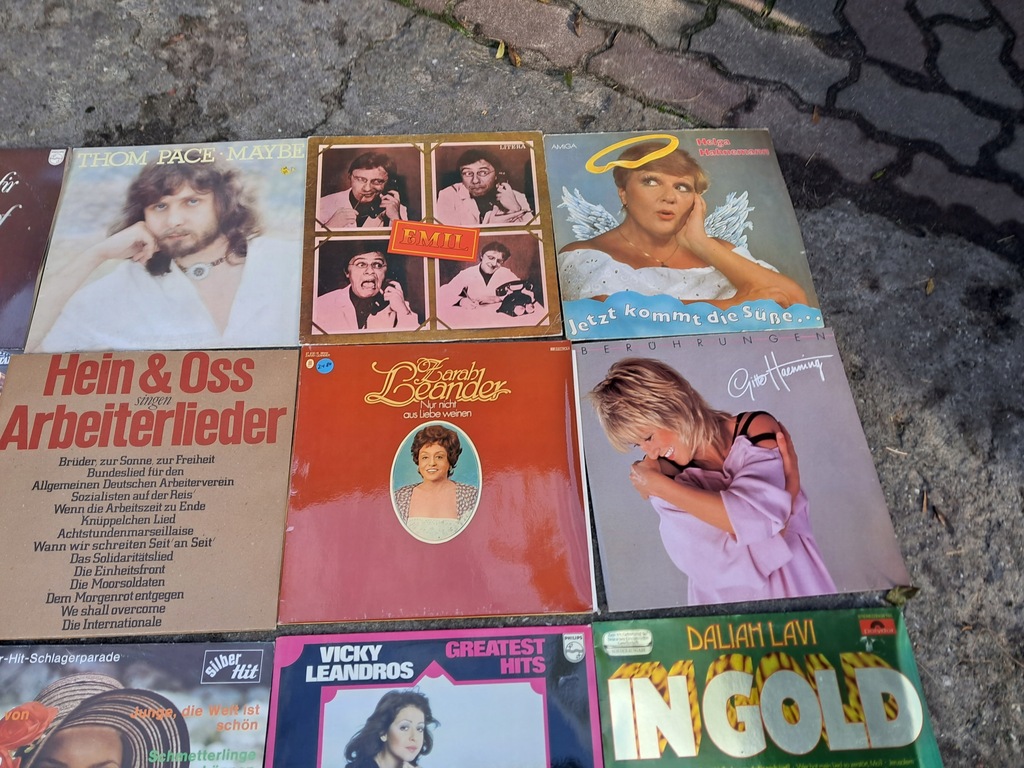 für
THOM PACE · MAYBE
LITERA
EMIL
AMIGA
Helga
Hahnemann
Jetzt kommt die Süße...
Hein & Oss
singen
Arbeiterlieder
Brüder, zur Sonne, zur Freiheit
Bundeslied für den
Allgemeinen Deutschen Arbeiterverein
Sozialisten auf der Reis'
Wenn die Arbeitszeit zu Ende
Knüppelchen Lied
Achtstundenmarseillaise
Wann wir schreiten Seit' an Seit'
Das Solidaritätslied
Die Einheitsfront
Die Moorsoldaten
Dem Morgenrot entgegen
We shall overcome
Die Internationale
Zarah
Leander
Nur nicht
aus Liebe weinen
BERÜHRUNGEN
Gitte Haenning
r-Hit-Schlagerparade
silber
Hit
von
Junge, die Welt ist
schön
Schmetterlinge
VICKY
LEANDROS
GREATEST
HITS
PHILIPS
DALIAH LAVI
Polydor
IN GOLD